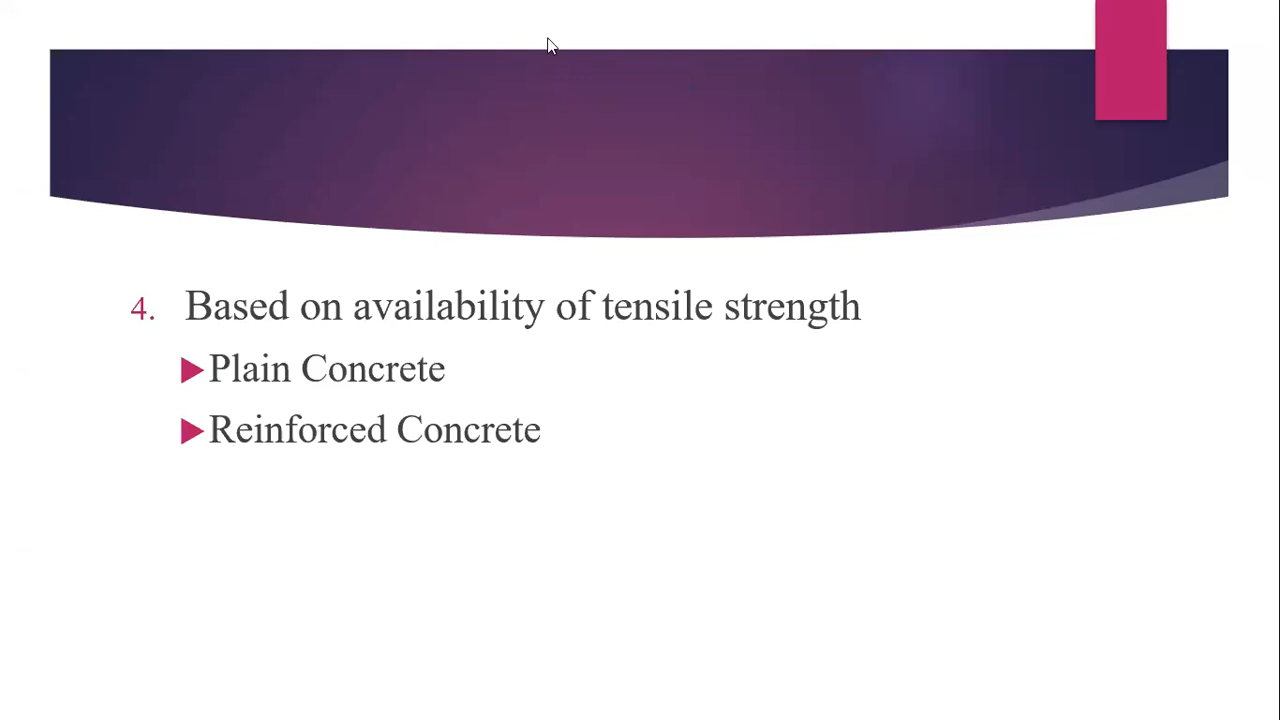 4. Based on availability of tensile strength
Plain Concrete
Reinforced Concrete